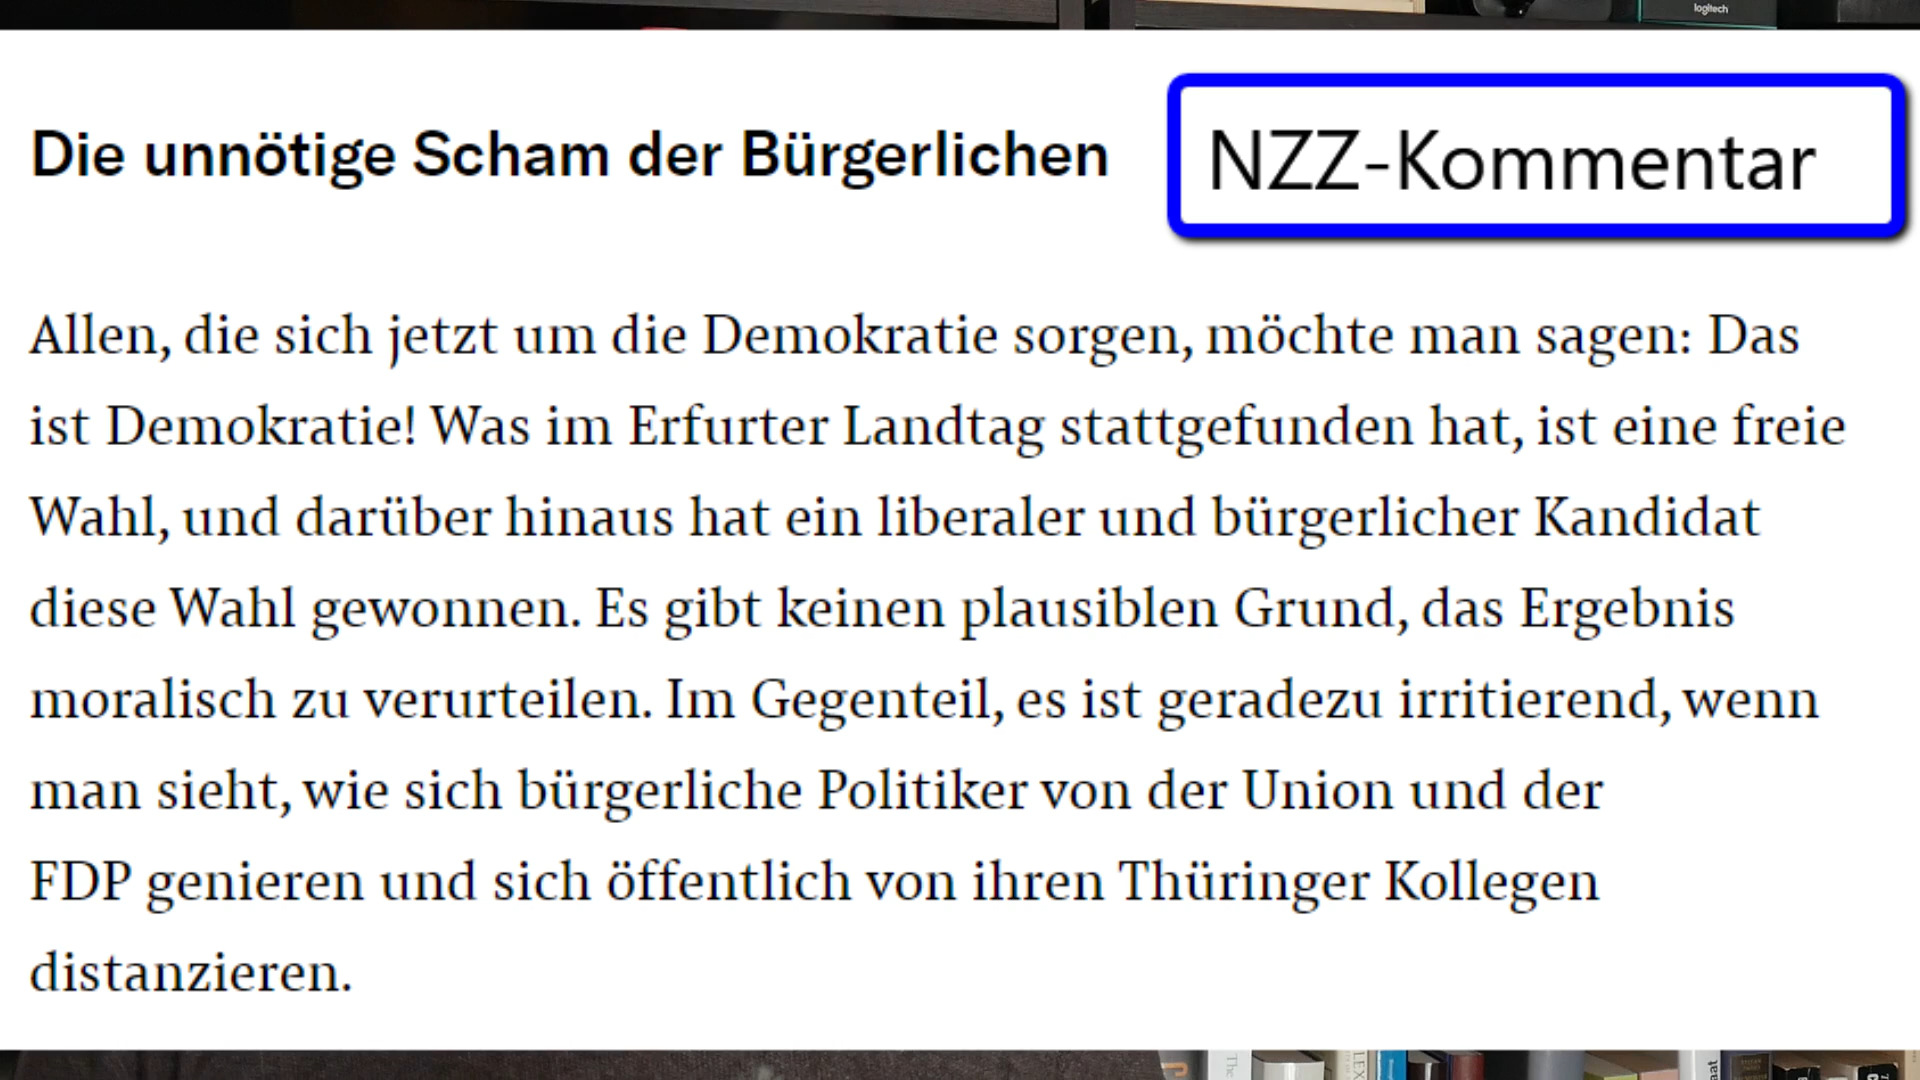 logitech
Die unnötige Scham der Bürgerlichen
NZZ-Kommentar
Allen, die sich jetzt um die Demokratie sorgen, möchte man sagen: Das
ist Demokratie! Was im Erfurter Landtag stattgefunden hat, ist eine freie
Wahl, und darüber hinaus hat ein liberaler und bürgerlicher Kandidat
diese Wahl gewonnen. Es gibt keinen plausiblen Grund, das Ergebnis
moralisch zu verurteilen. Im Gegenteil, es ist geradezu irritierend, wenn
man sieht, wie sich bürgerliche Politiker von der Union und der
FDP genieren und sich öffentlich von ihren Thüringer Kollegen
distanzieren.
The
LEX